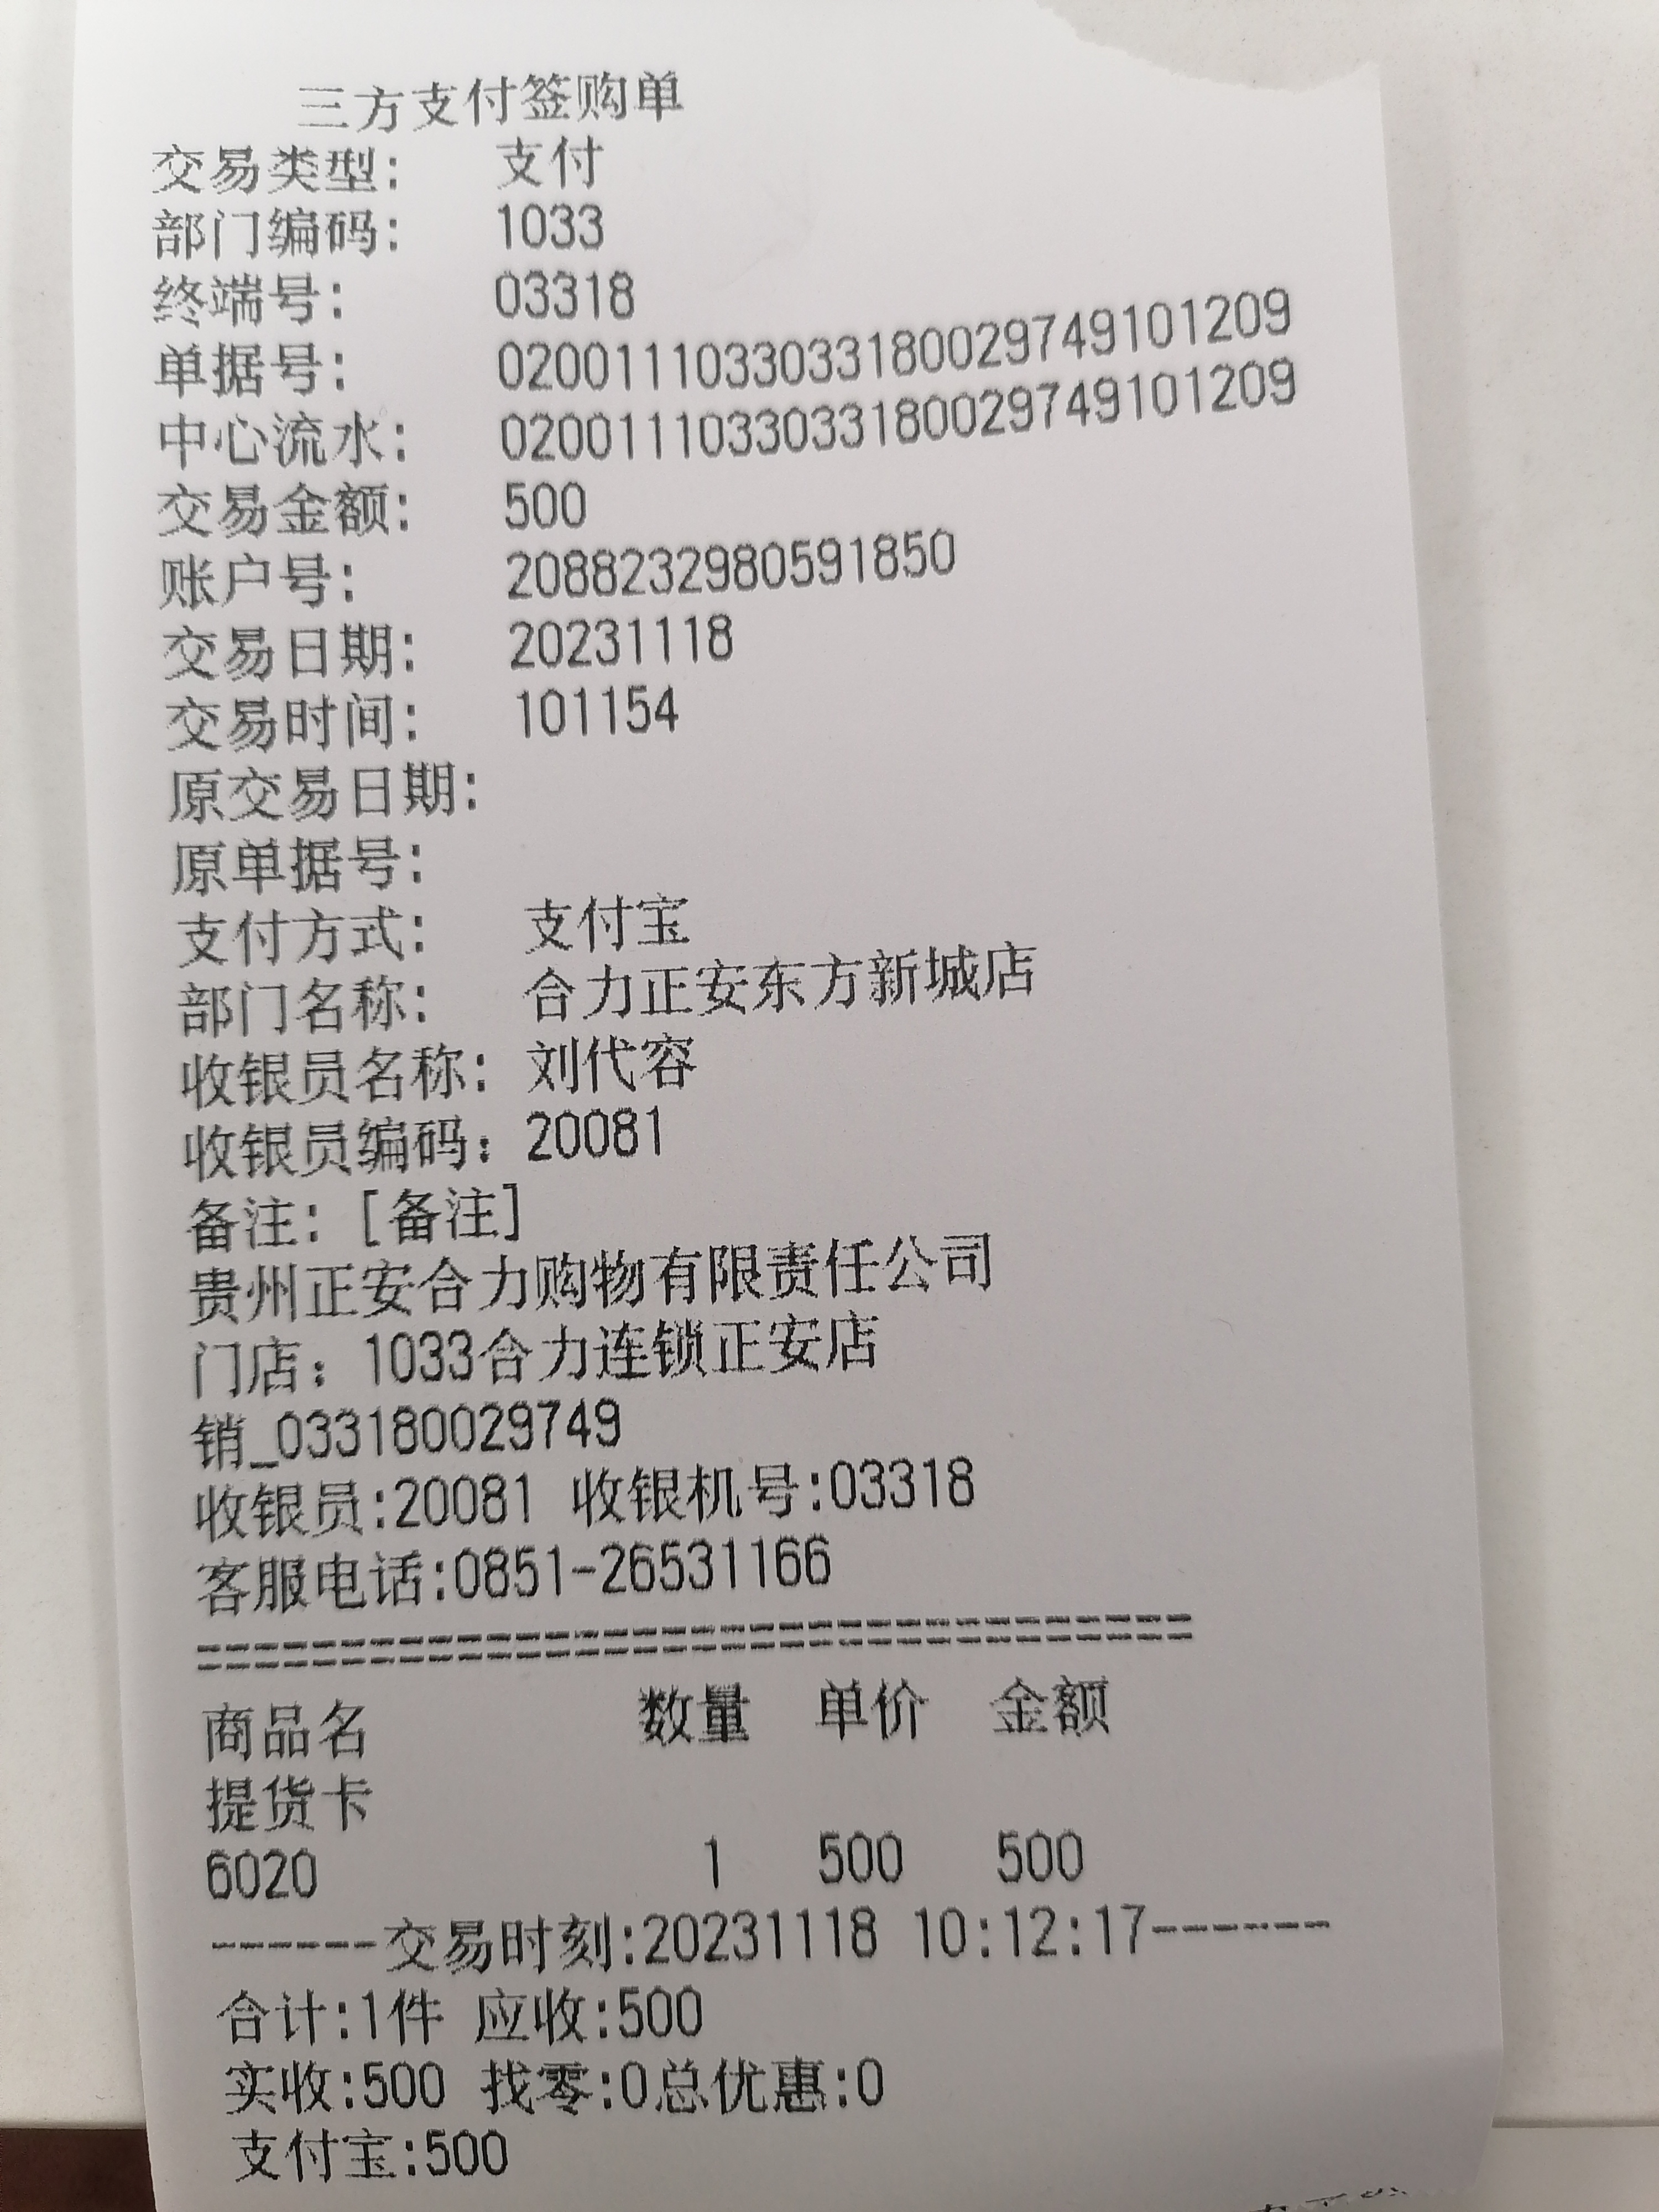 三方支付签购单
交易类型: 支付
部门编码: 1033
终端号: 03318
单据号: 0200111033033180029749101209
中心流水: 0200111033033180029749101209
交易金额: 500
账户号: 2088232980591850
交易日期: 20231118
交易时间: 101154
原交易日期:
原单据号:
支付方式: 支付宝
部门名称: 合力正安东方新城店
收银员名称: 刘代容
收银员编码: 20081
备注: [备注]
贵州正安合力购物有限责任公司
门店: 1033合力连锁正安店
销_033180029749
收银员:20081 收银机号:03318
客服电话:0851-26531166
===================================
商品名 数量 单价 金额
提货卡
6020 1 500 500
------交易时刻:20231118 10:12:17------
合计:1件 应收:500
实收:500 找零:0总优惠:0
支付宝:500